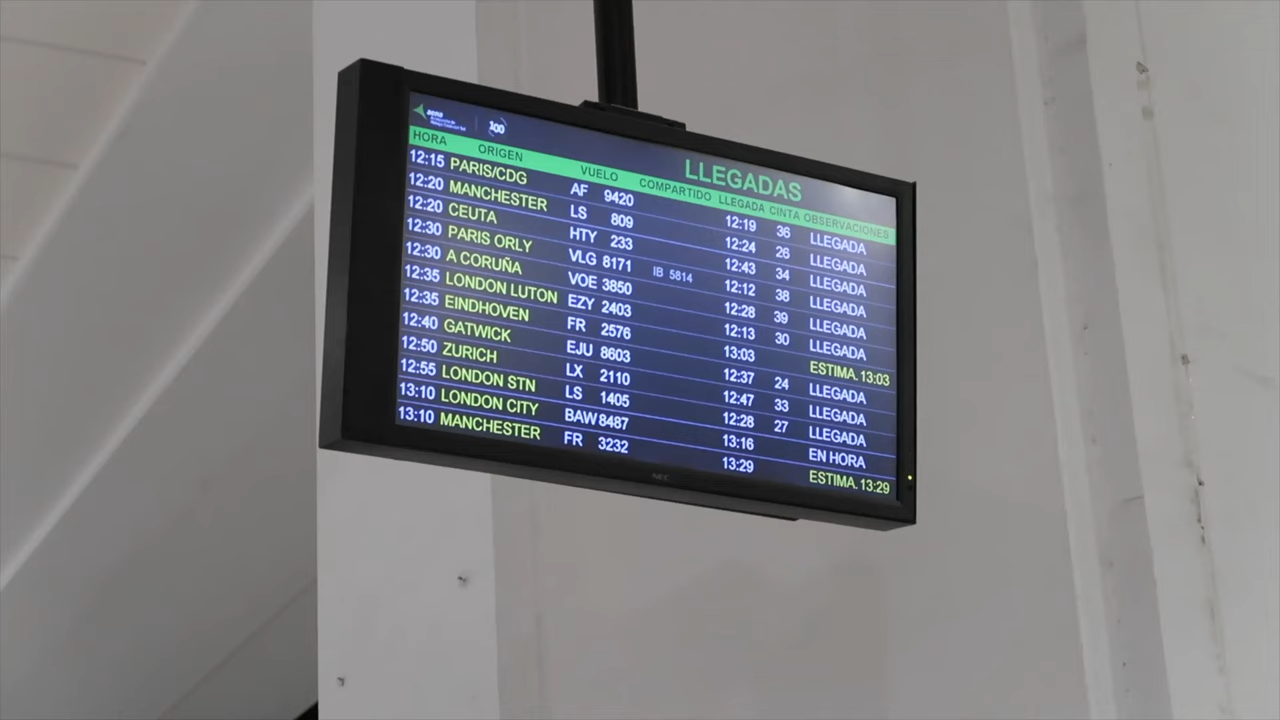 aena
100
LLEGADAS
HORA ORIGEN VUELO COMPARTIDO LLEGADA CINTA OBSERVACIONES
12:15 PARIS/CDG AF 9420 12:19 36 LLEGADA
12:20 MANCHESTER LS 809 12:24 26 LLEGADA
12:20 CEUTA HTY 233 12:43 34 LLEGADA
12:30 PARIS ORLY VLG 8171 IB 5814 12:12 38 LLEGADA
12:30 A CORUÑA VOE 3850 12:28 39 LLEGADA
12:35 LONDON LUTON EZY 2403 12:13 30 LLEGADA
12:35 EINDHOVEN FR 2576 13:03 ESTIMA. 13:03
12:40 GATWICK EJU 8603 12:37 24 LLEGADA
12:50 ZURICH LX 2110 12:47 33 LLEGADA
12:55 LONDON STN LS 1405 12:28 27 LLEGADA
13:10 LONDON CITY BAW 8487 13:16 EN HORA
13:10 MANCHESTER FR 3232 13:29 ESTIMA. 13:29
NEC